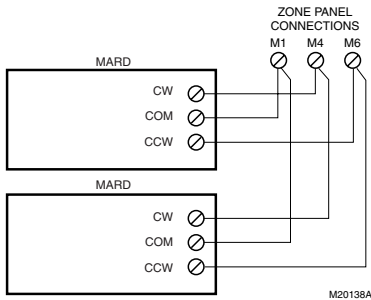 ZONE PANEL
CONNECTIONS
M1 M4 M6
MARD
CW
COM
CCW
MARD
CW
COM
CCW
M20138A